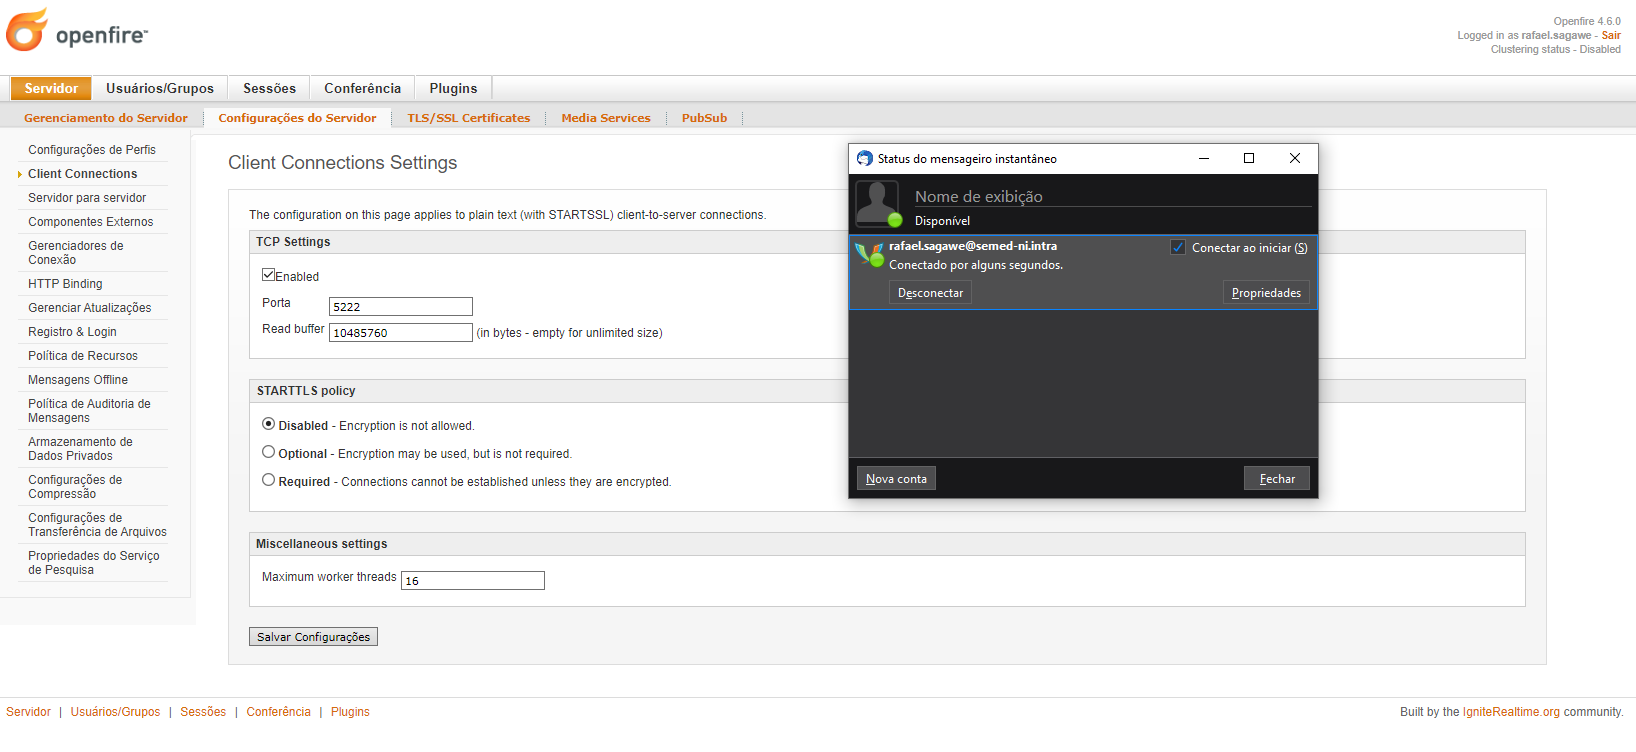 openfire
Openfire 4.6.0
Logged in as rafael.sagawe - Sair
Clustering status - Disabled
Servidor
Usuários/Grupos
Sessões
Conferência
Plugins
Gerenciamento do Servidor
Configurações do Servidor
TLS/SSL Certificates
Media Services
PubSub
Configurações de Perfis
Client Connections
Servidor para servidor
Componentes Externos
Gerenciadores de
Conexão
HTTP Binding
Gerenciar Atualizações
Registro & Login
Política de Recursos
Mensagens Offline
Política de Auditoria de
Mensagens
Armazenamento de
Dados Privados
Configurações de
Compressão
Configurações de
Transferência de Arquivos
Propriedades do Serviço
de Pesquisa
Client Connections Settings
The configuration on this page applies to plain text (with STARTSSL) client-to-server connections.
TCP Settings
Enabled
Porta 5222
Read buffer 10485760 (in bytes - empty for unlimited size)
STARTTLS policy
Disabled - Encryption is not allowed.
Optional - Encryption may be used, but is not required.
Required - Connections cannot be established unless they are encrypted.
Miscellaneous settings
Maximum worker threads 16
Salvar Configurações
Status do mensageiro instantâneo
Nome de exibição
Disponível
rafael.sagawe@semed-ni.intra
Conectar ao iniciar (S)
Conectado por alguns segundos.
Desconectar
Propriedades
Nova conta
Fechar
Servidor | Usuários/Grupos | Sessões | Conferência | Plugins
Built by the IgniteRealtime.org community.